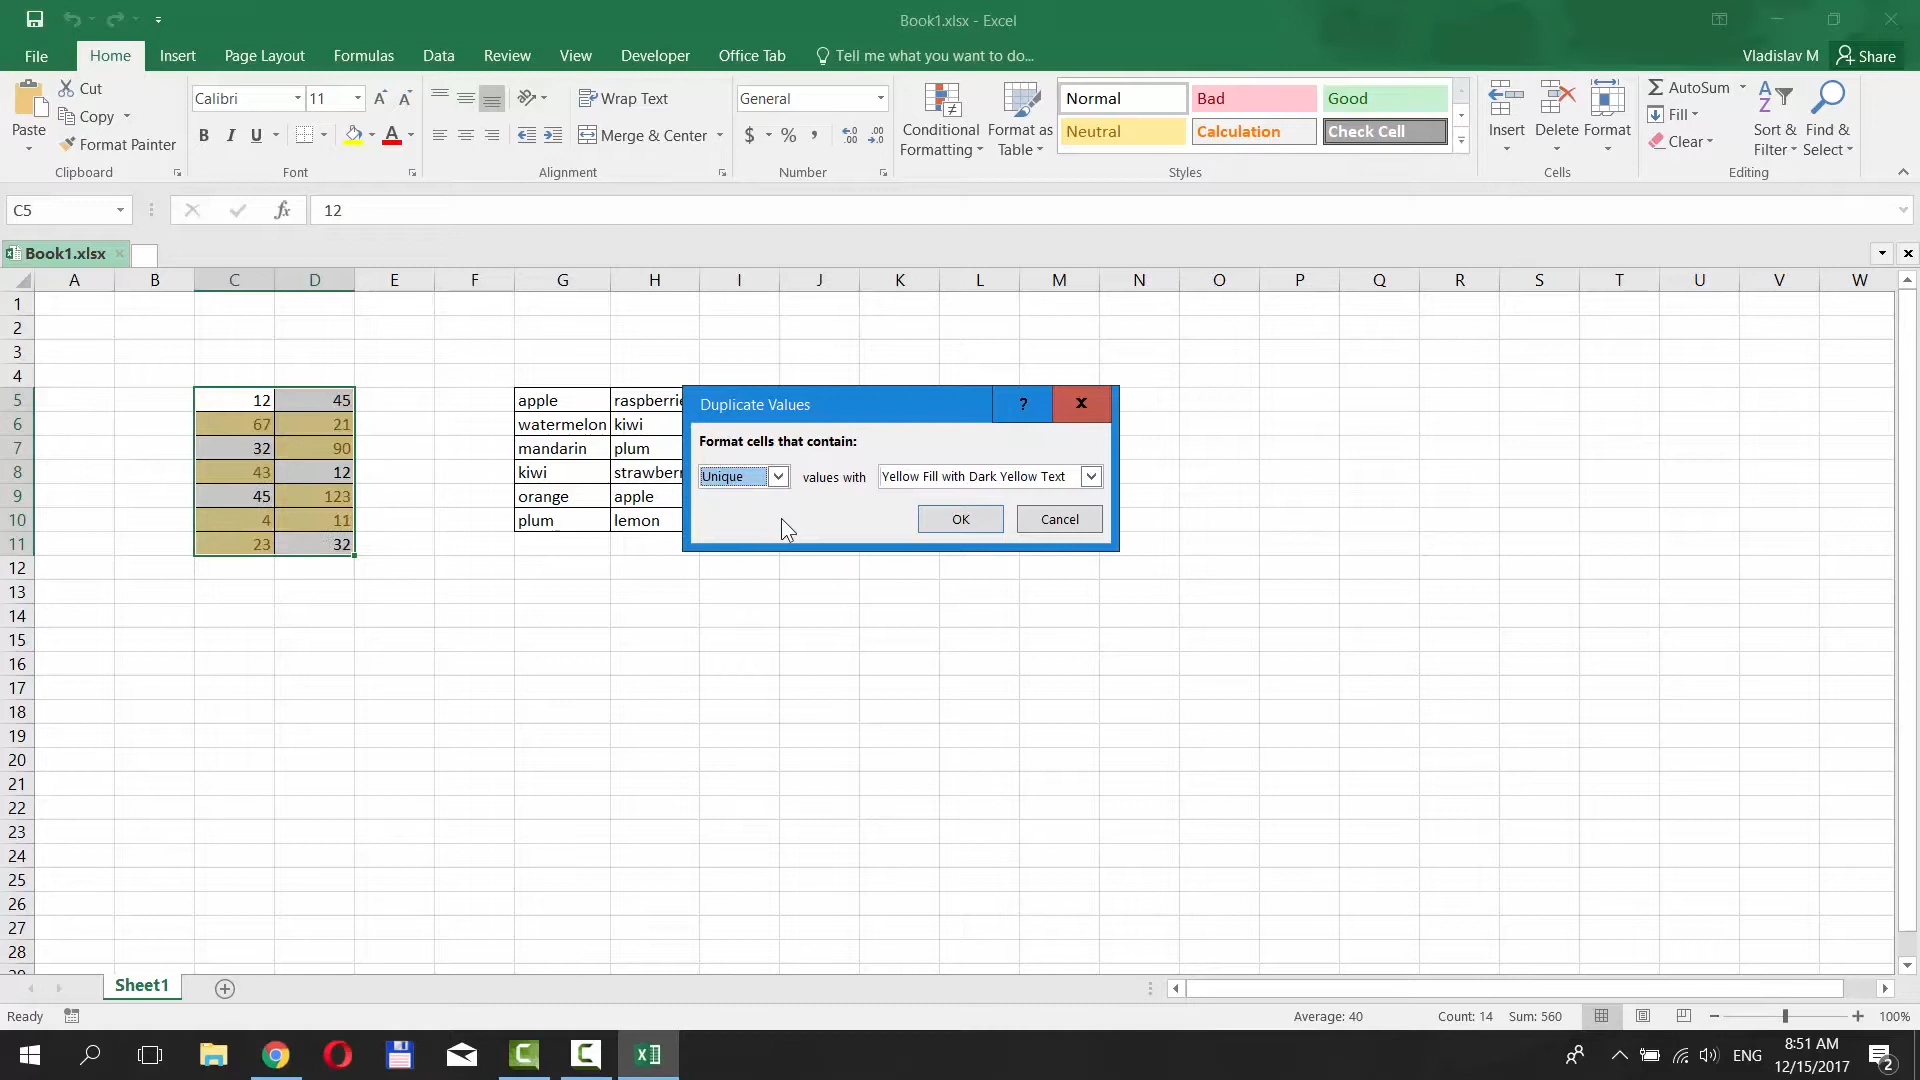 Book1.xlsx - Excel
File Home Insert Page Layout Formulas Data Review View Developer Office Tab Tell me what you want to do... Vladislav M Share
Paste
Cut
Copy
Format Painter
Clipboard
Calibri 11
B I U
Font
Wrap Text
Merge & Center
Alignment
General
$ % ,
Number
Conditional Formatting
Format as Table
Normal Bad Good
Neutral Calculation Check Cell
Styles
Insert Delete Format
Cells
AutoSum
Fill
Clear
Sort & Filter
Find & Select
Editing
C5 fx 12
Book1.xlsx
A B C D E F G H I J K L M N O P Q R S T U V W
1
2
3
4
5 12 45 apple raspberrie
6 67 21 watermelon kiwi
7 32 90 mandarin plum
8 43 12 kiwi strawberr
9 45 123 orange apple
10 4 11 plum lemon
11 23 32
12
13
14
15
16
17
18
19
20
21
22
23
24
25
26
27
28
29
Duplicate Values ? x
Format cells that contain:
Unique values with Yellow Fill with Dark Yellow Text
OK Cancel
Sheet1
Ready Average: 40 Count: 14 Sum: 560 100%
ENG 8:51 AM
12/15/2017 2